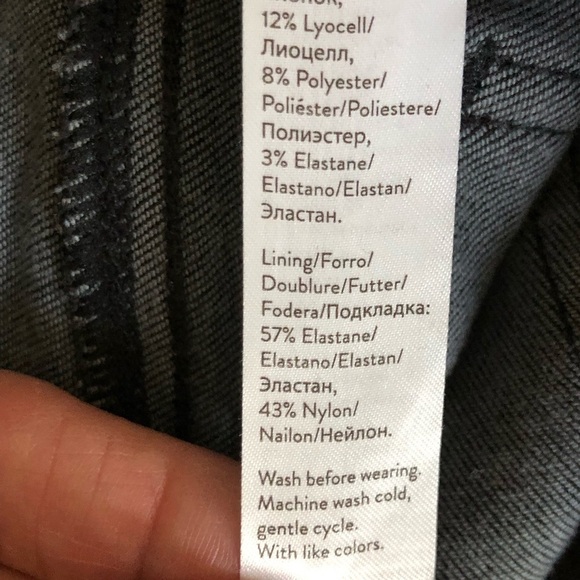 12% Lyocell/
Лиоцелл,
8% Polyester/
Poliéster/Poliestere/
Полиэстер,
3% Elastane/
Elastano/Elastan/
Эластан.
Lining/Forro/
Doublure/Futter/
Fodera/Подкладка:
57% Elastane/
Elastano/Elastan/
Эластан,
43% Nylon/
Nailon/Нейлон.
Wash before wearing.
Machine wash cold,
gentle cycle.
With like colors.